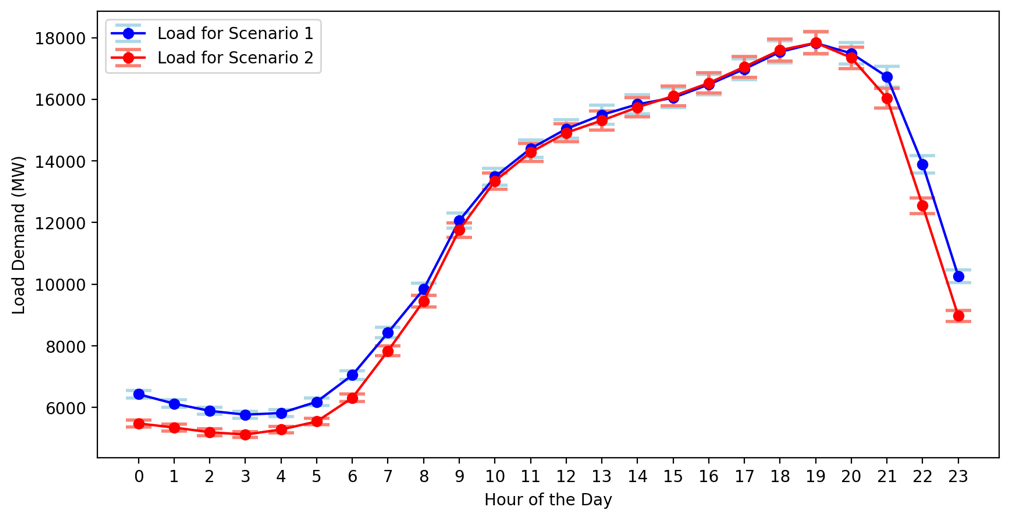 Load for Scenario 1
Load for Scenario 2
Load Demand (MW)
18000
16000
14000
12000
10000
8000
6000
0 1 2 3 4 5 6 7 8 9 10 11 12 13 14 15 16 17 18 19 20 21 22 23
Hour of the Day